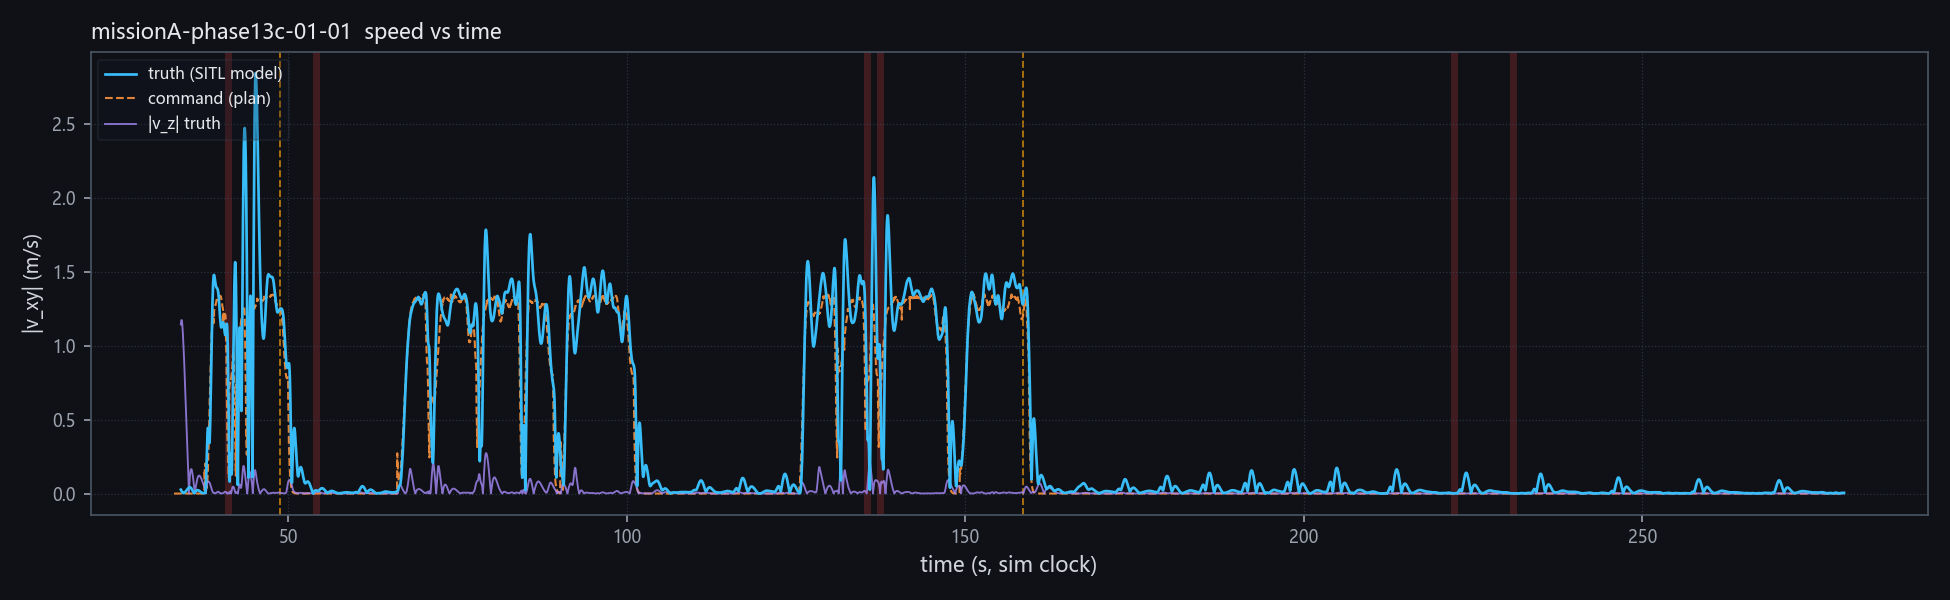 missionA-phase13c-01-01 speed vs time
truth (SITL model)
command (plan)
|v_z| truth
|v_xy| (m/s)
2.5
2.0
1.5
1.0
0.5
0.0
50
100
150
200
250
time (s, sim clock)